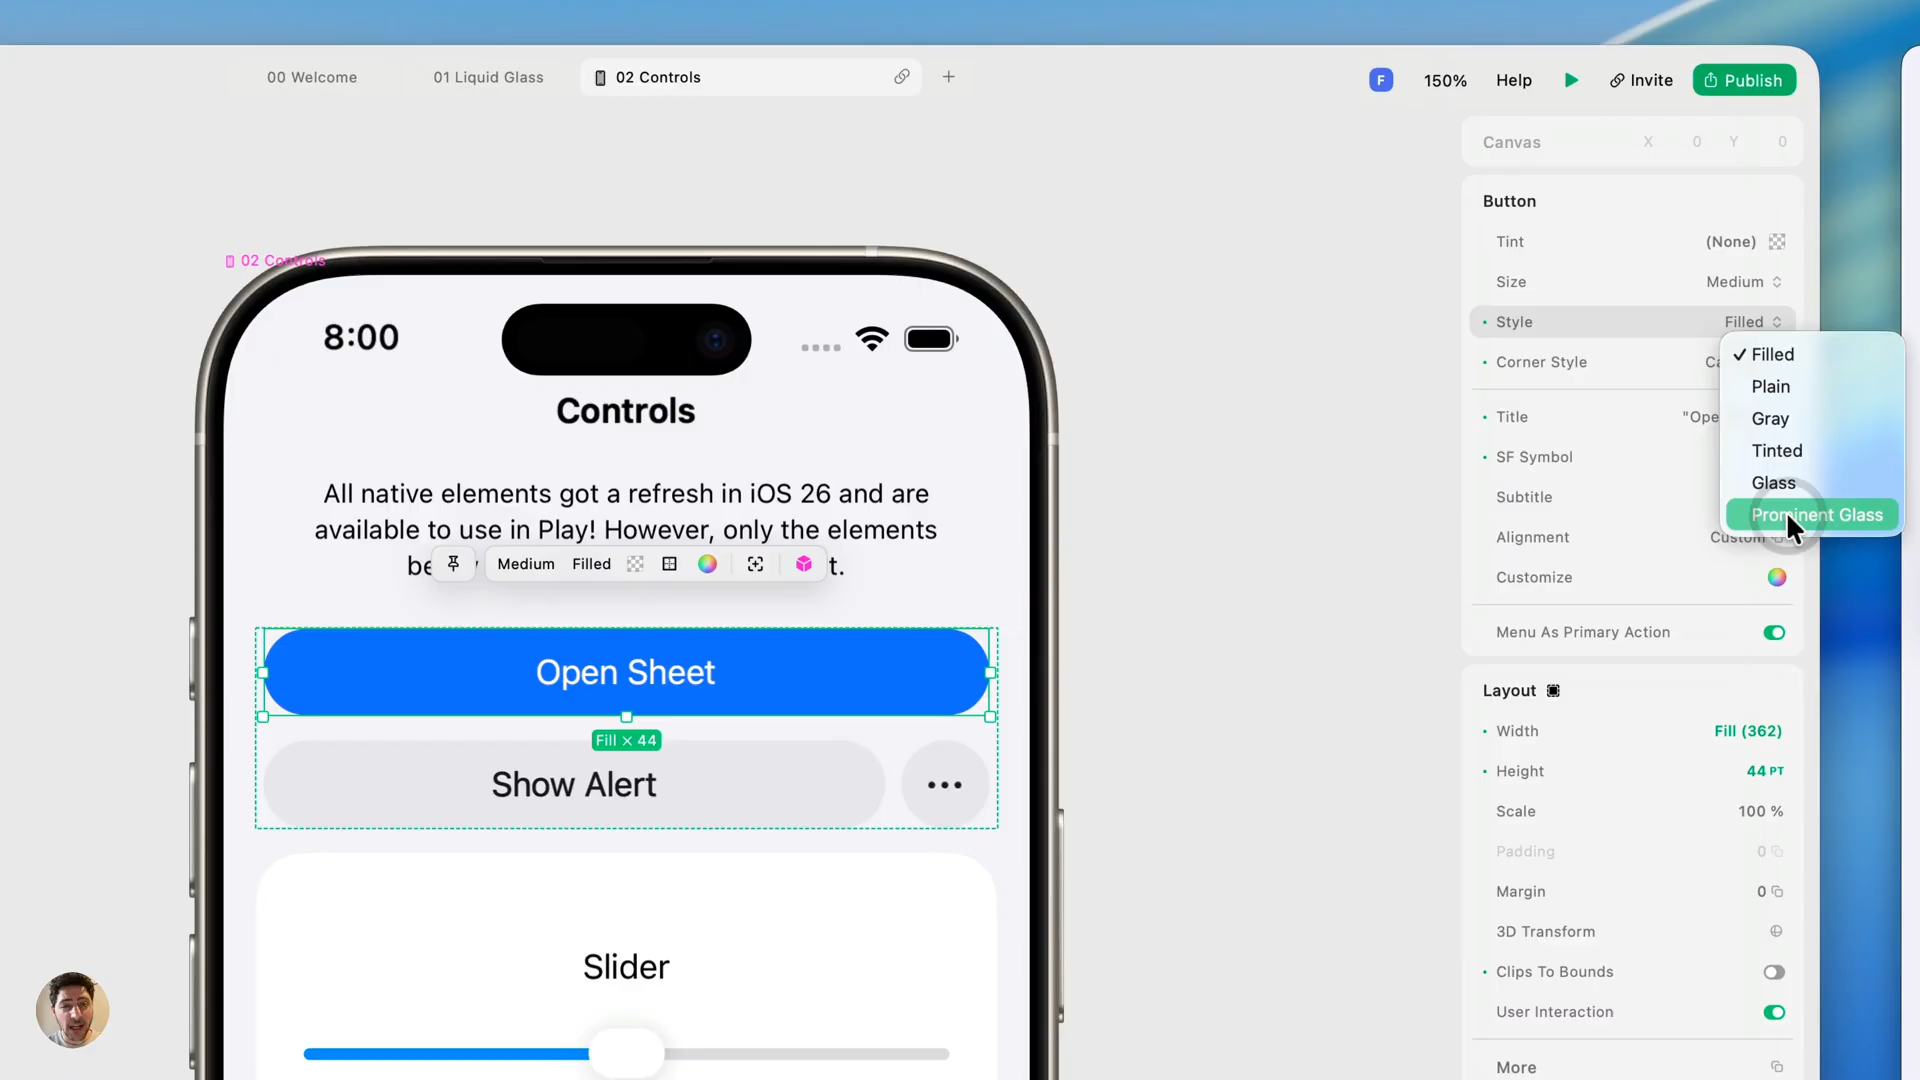 00 Welcome
01 Liquid Glass
02 Controls
F
150%
Help
Invite
Publish
02 Controls
8:00
Controls
All native elements got a refresh in iOS 26 and are
available to use in Play! However, only the elements
be
t.
Medium
Filled
Open Sheet
Fill × 44
Show Alert
Slider
Canvas
X 0 Y 0
Button
Tint (None)
Size Medium
Style Filled
Corner Style Ca
Title "Ope
SF Symbol
Subtitle
Alignment Custom
Customize
Menu As Primary Action
Filled
Plain
Gray
Tinted
Glass
Prominent Glass
Layout
Width Fill (362)
Height 44 PT
Scale 100 %
Padding 0
Margin 0
3D Transform
Clips To Bounds
User Interaction
More